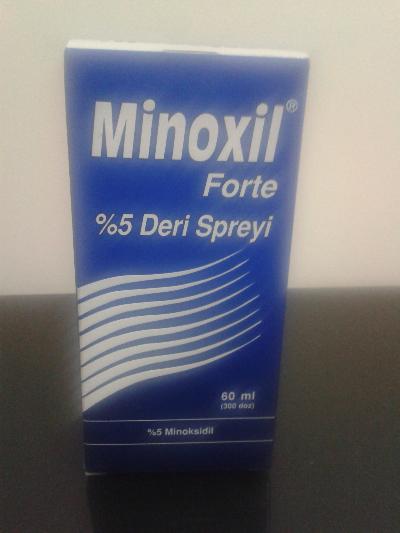 Minoxil®
Forte
%5 Deri Spreyi
60 ml
(300 doz)
%5 Minoksidil